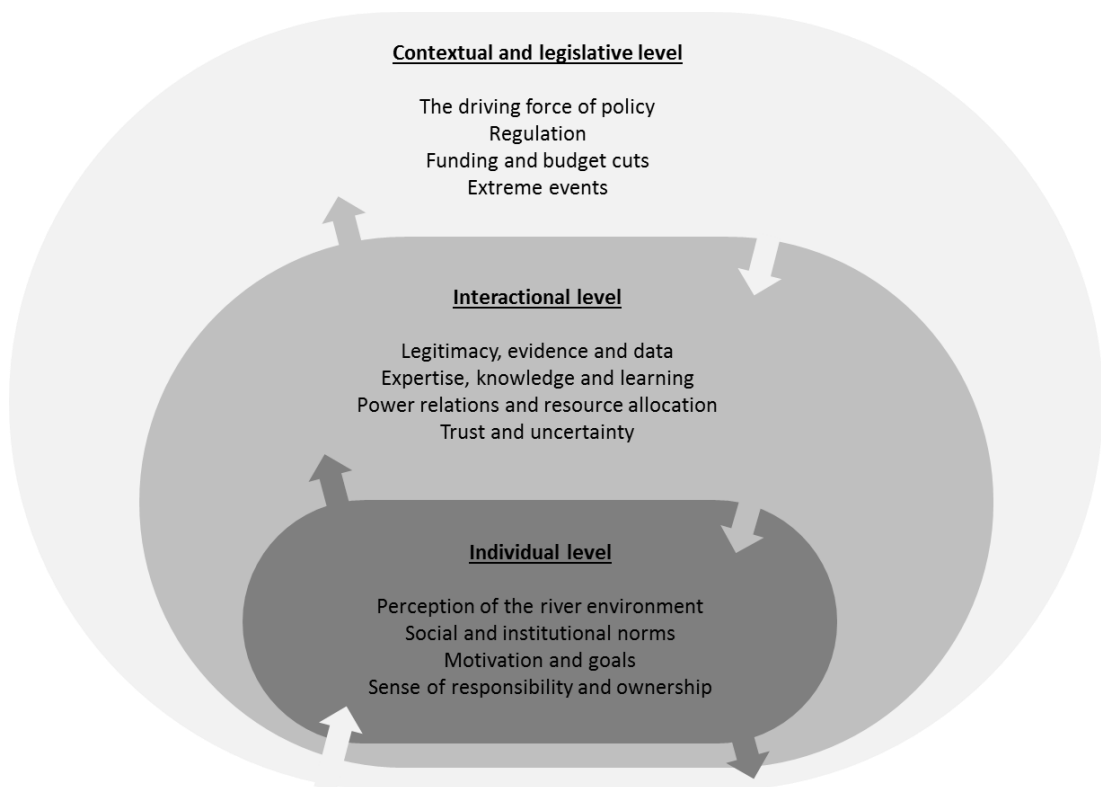 Contextual and legislative level
The driving force of policy
Regulation
Funding and budget cuts
Extreme events
Interactional level
Legitimacy, evidence and data
Expertise, knowledge and learning
Power relations and resource allocation
Trust and uncertainty
Individual level
Perception of the river environment
Social and institutional norms
Motivation and goals
Sense of responsibility and ownership